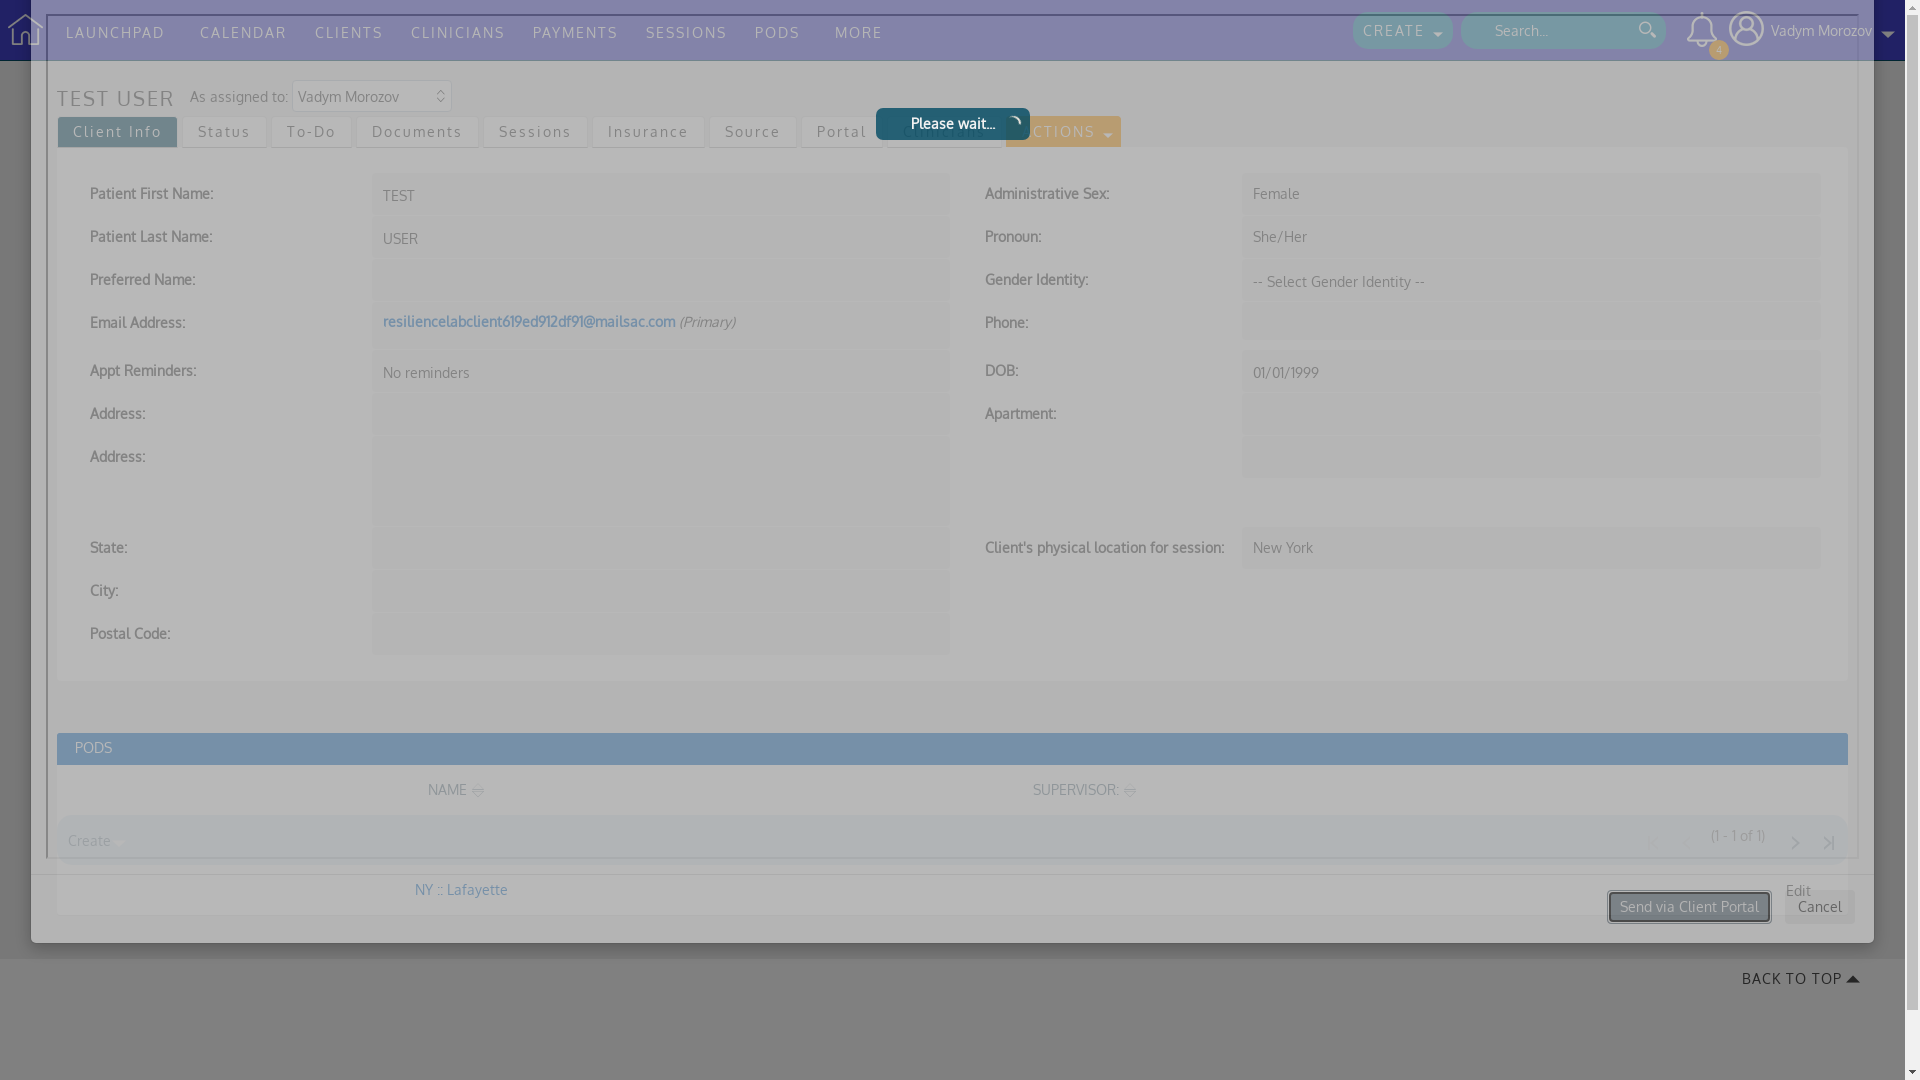 LAUNCHPAD CALENDAR CLIENTS CLINICIANS PAYMENTS SESSIONS PODS MORE CREATE Search... 4 Vadym Morozov
TEST USER As assigned to: Vadym Morozov
Please wait...
Client Info Status To-Do Documents Sessions Insurance Source Portal CTIONS
Patient First Name: TEST Administrative Sex: Female
Patient Last Name: USER Pronoun: She/Her
Preferred Name: Gender Identity: -- Select Gender Identity --
Email Address: resiliencelabclient619ed912df91@mailsac.com (Primary) Phone:
Appt Reminders: No reminders DOB: 01/01/1999
Address: Apartment:
Address:
State: Client's physical location for session: New York
City:
Postal Code:
PODS
NAME SUPERVISOR:
Create (1 - 1 of 1)
NY :: Lafayette Edit
Send via Client Portal Cancel
BACK TO TOP